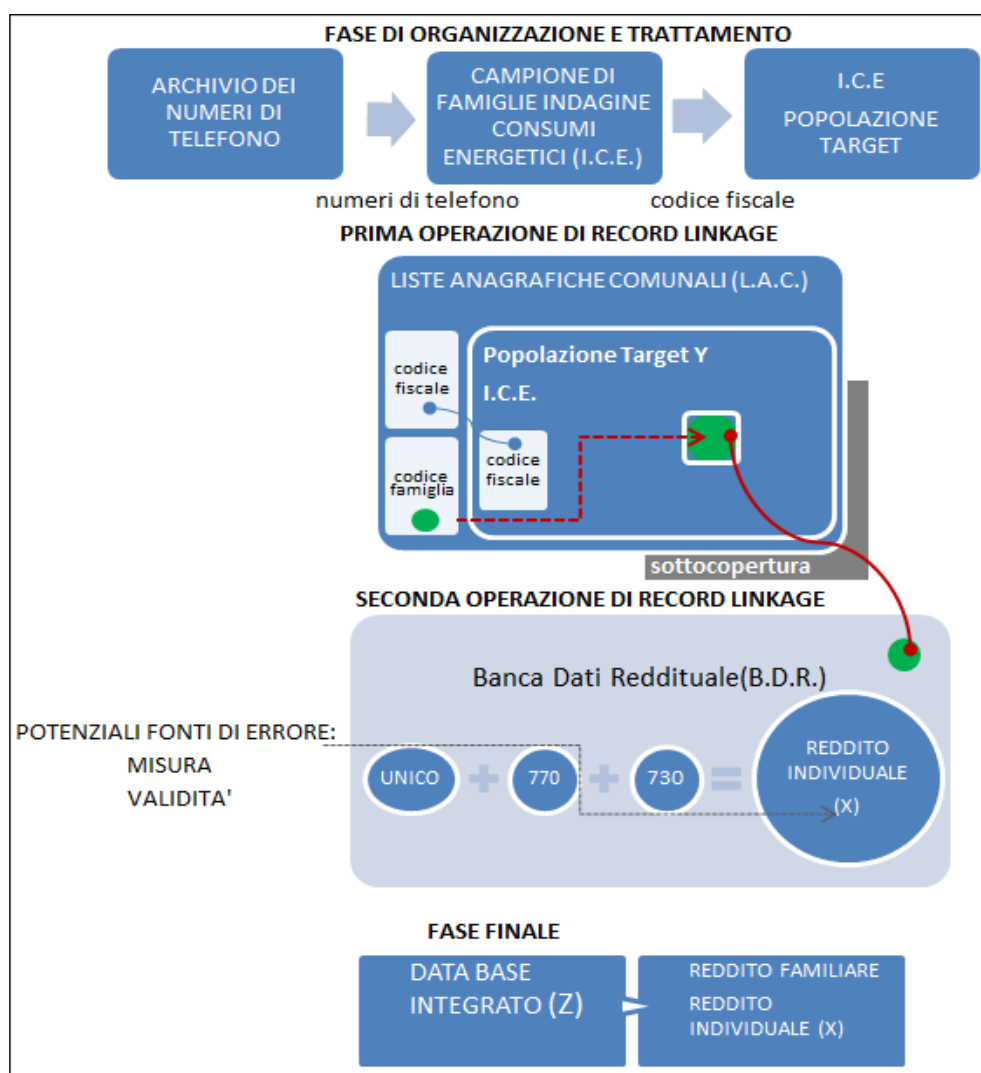 FASE DI ORGANIZZAZIONE E TRATTAMENTO
ARCHIVIO DEI
NUMERI DI
TELEFONO
CAMPIONE DI
FAMIGLIE INDAGINE
CONSUMI
ENERGETICI (I.C.E.)
I.C.E
POPOLAZIONE
TARGET
numeri di telefono
codice fiscale
PRIMA OPERAZIONE DI RECORD LINKAGE
LISTE ANAGRAFICHE COMUNALI (L.A.C.)
codice
fiscale
Popolazione Target Y
I.C.E.
codice
fiscale
codice
famiglia
sottocopertura
SECONDA OPERAZIONE DI RECORD LINKAGE
Banca Dati Reddituale(B.D.R.)
POTENZIALI FONTI DI ERRORE:
MISURA
VALIDITA'
UNICO
+
770
+
730
=
REDDITO
INDIVIDUALE
(X)
FASE FINALE
DATA BASE
INTEGRATO (Z)
REDDITO FAMILIARE
REDDITO
INDIVIDUALE (X)